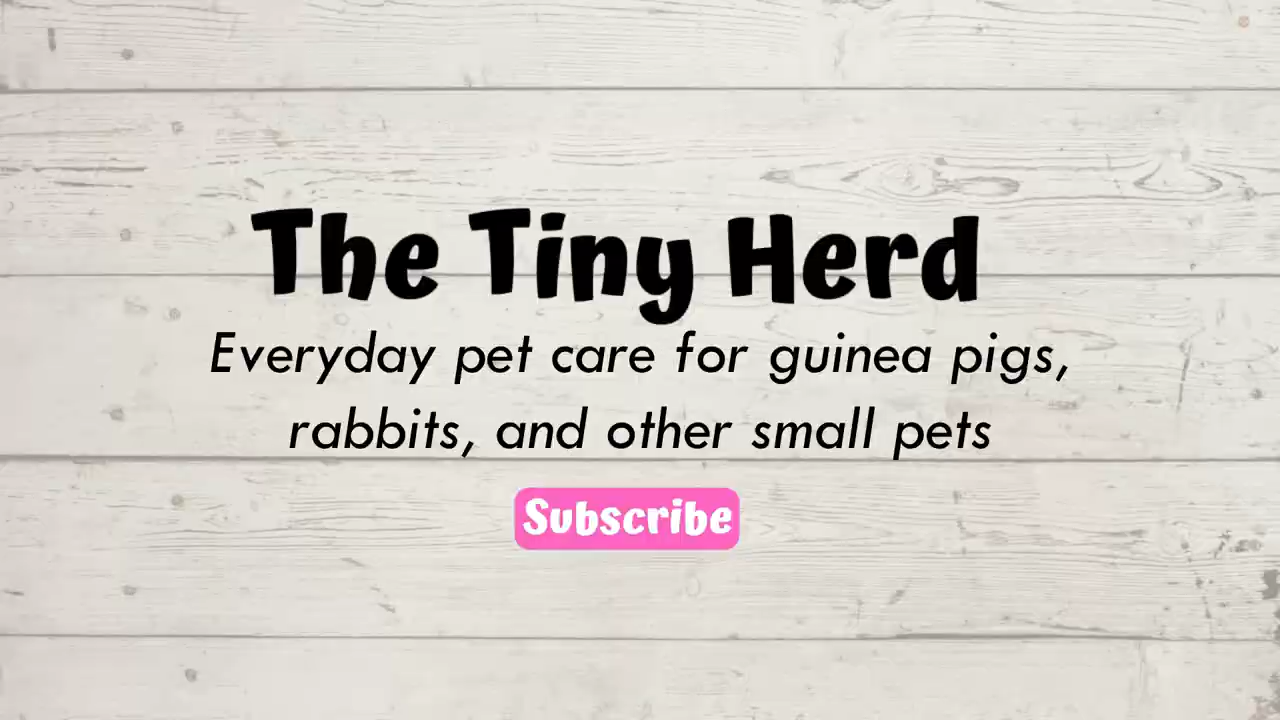 The Tiny Herd
Everyday pet care for guinea pigs,
rabbits, and other small pets
Subscribe